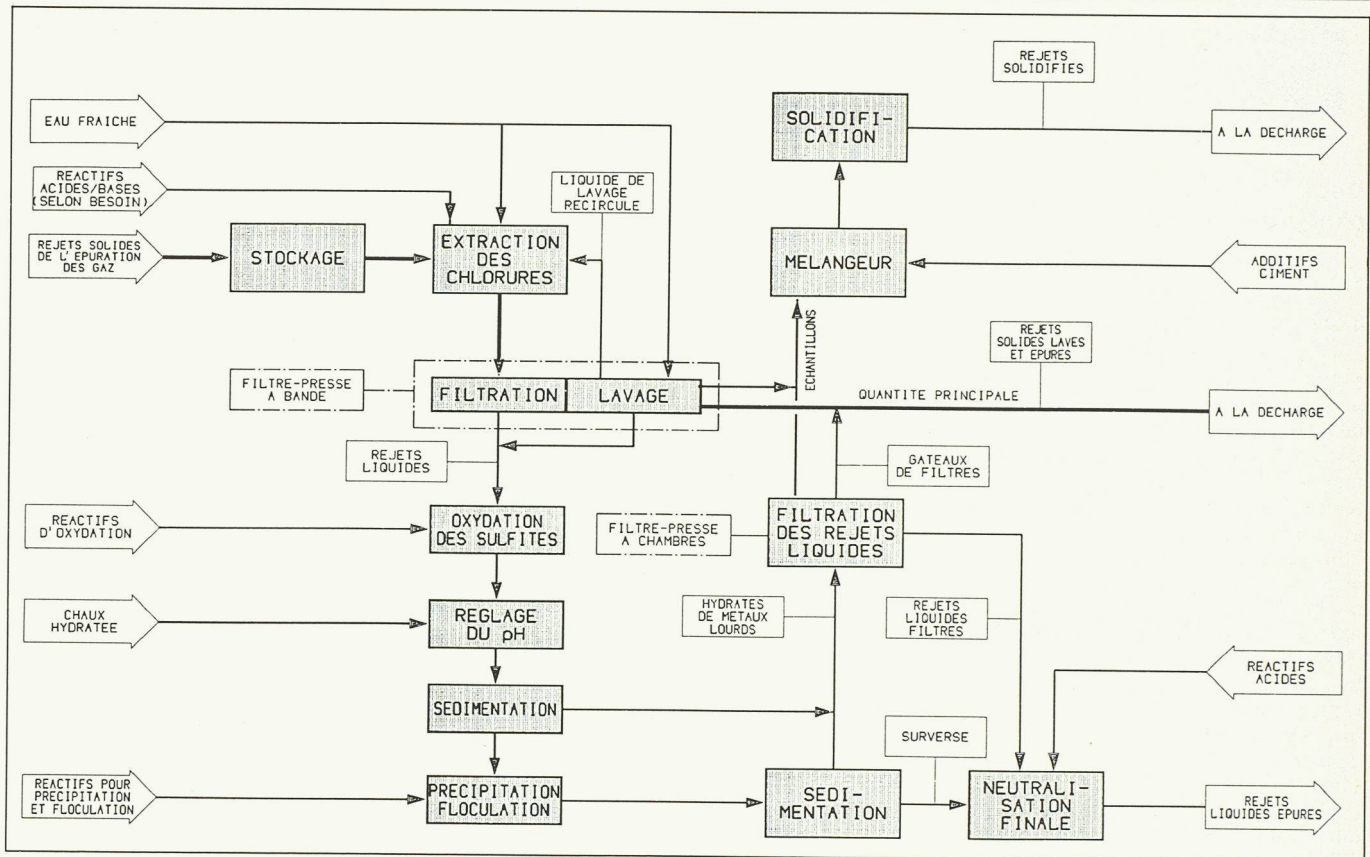 REJETS
SOLIDIFIES
EAU FRAICHE
SOLIDIFI-
CATION
A LA DECHARGE
REACTIFS
ACIDES/BASES
(SELON BESOIN)
LIQUIDE DE
LAVAGE
RECIRCULE
REJETS SOLIDES
DE L'EPURATION
DES GAZ
STOCKAGE
EXTRACTION
DES
CHLORURES
MELANGEUR
ADDITIFS
CIMENT
ECHANTILLONS
REJETS
SOLIDES LAVES
ET EPURES
FILTRE-PRESSE
A BANDE
FILTRATION
LAVAGE
QUANTITE PRINCIPALE
A LA DECHARGE
REJETS
LIQUIDES
GATEAUX
DE FILTRES
REACTIFS
D'OXYDATION
OXYDATION
DES SULFITES
FILTRE-PRESSE
A CHAMBRES
FILTRATION
DES REJETS
LIQUIDES
CHAUX
HYDRATEE
REGLAGE
DU pH
HYDRATES
DE METAUX
LOURDS
REJETS
LIQUIDES
FILTRES
REACTIFS
ACIDES
SEDIMENTATION
SURVERSE
REACTIFS POUR
PRECIPITATION
ET FLOCULATION
PRECIPITATION
FLOCULATION
SEDI-
MENTATION
NEUTRALI-
SATION
FINALE
REJETS
LIQUIDES EPURES